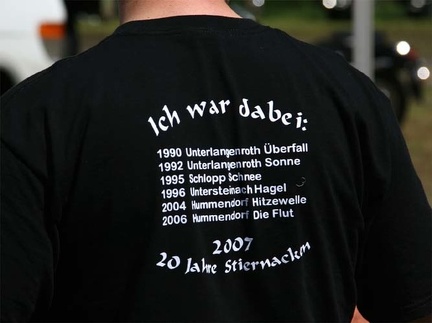 Ich war dabei:
1990 Unterlangenroth Überfall
1992 Unterlangenroth Sonne
1995 Schlopp Schnee
1996 Untersteinach Hagel
2004 Hummendorf Hitzewelle
2006 Hummendorf Die Flut
2007
20 Jahre Stiernacken